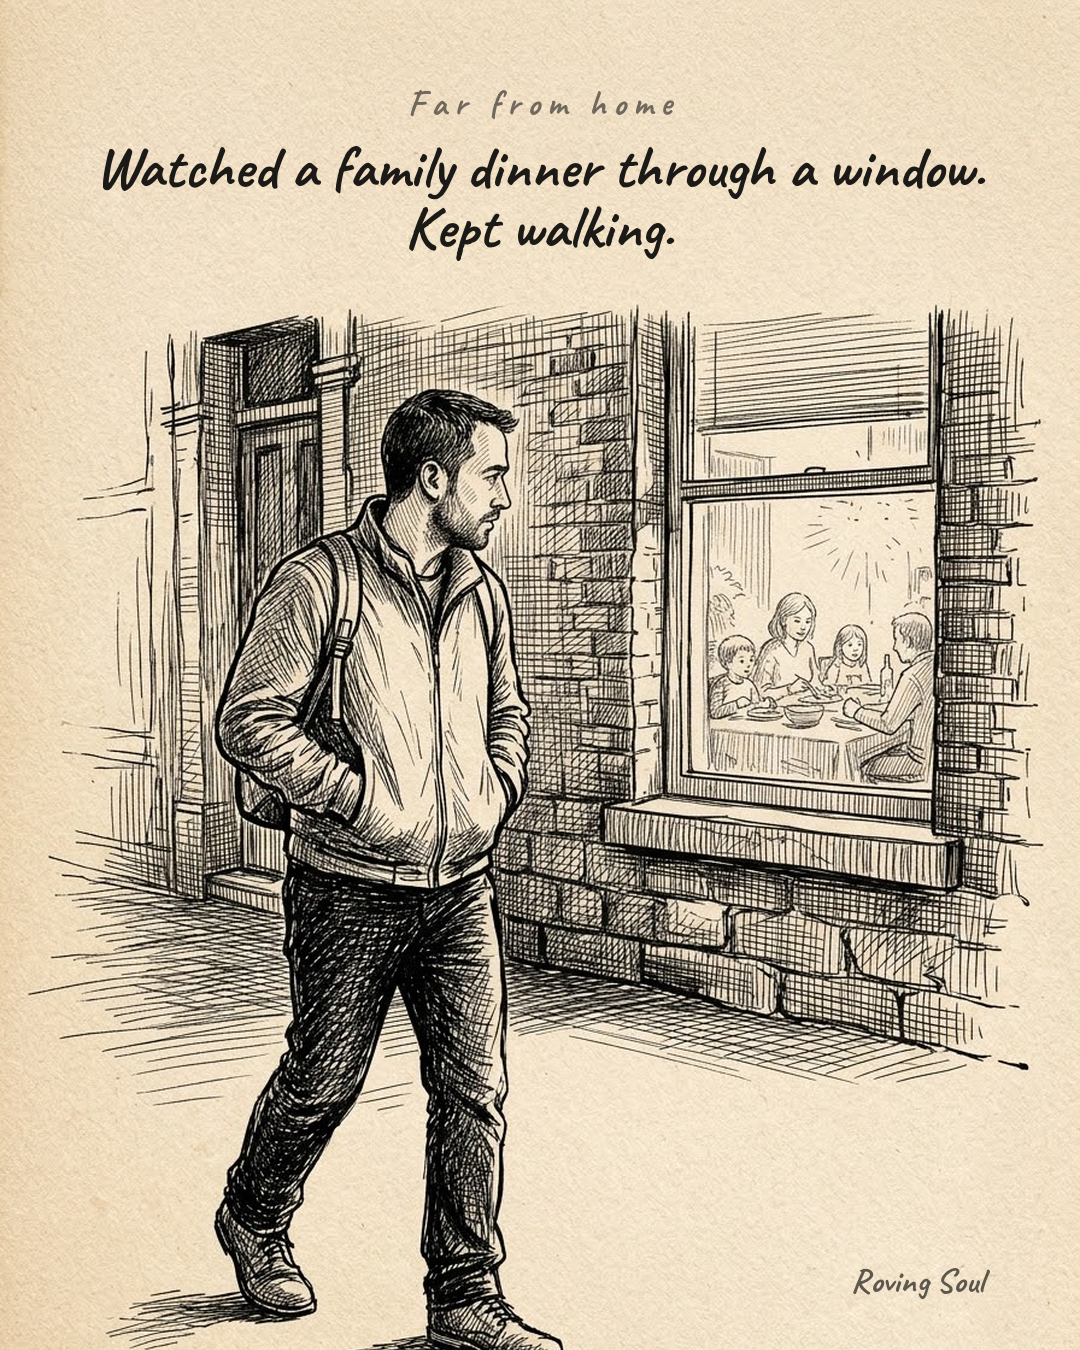 Far from home
Watched a family dinner through a window.
Kept walking.
Roving Soul